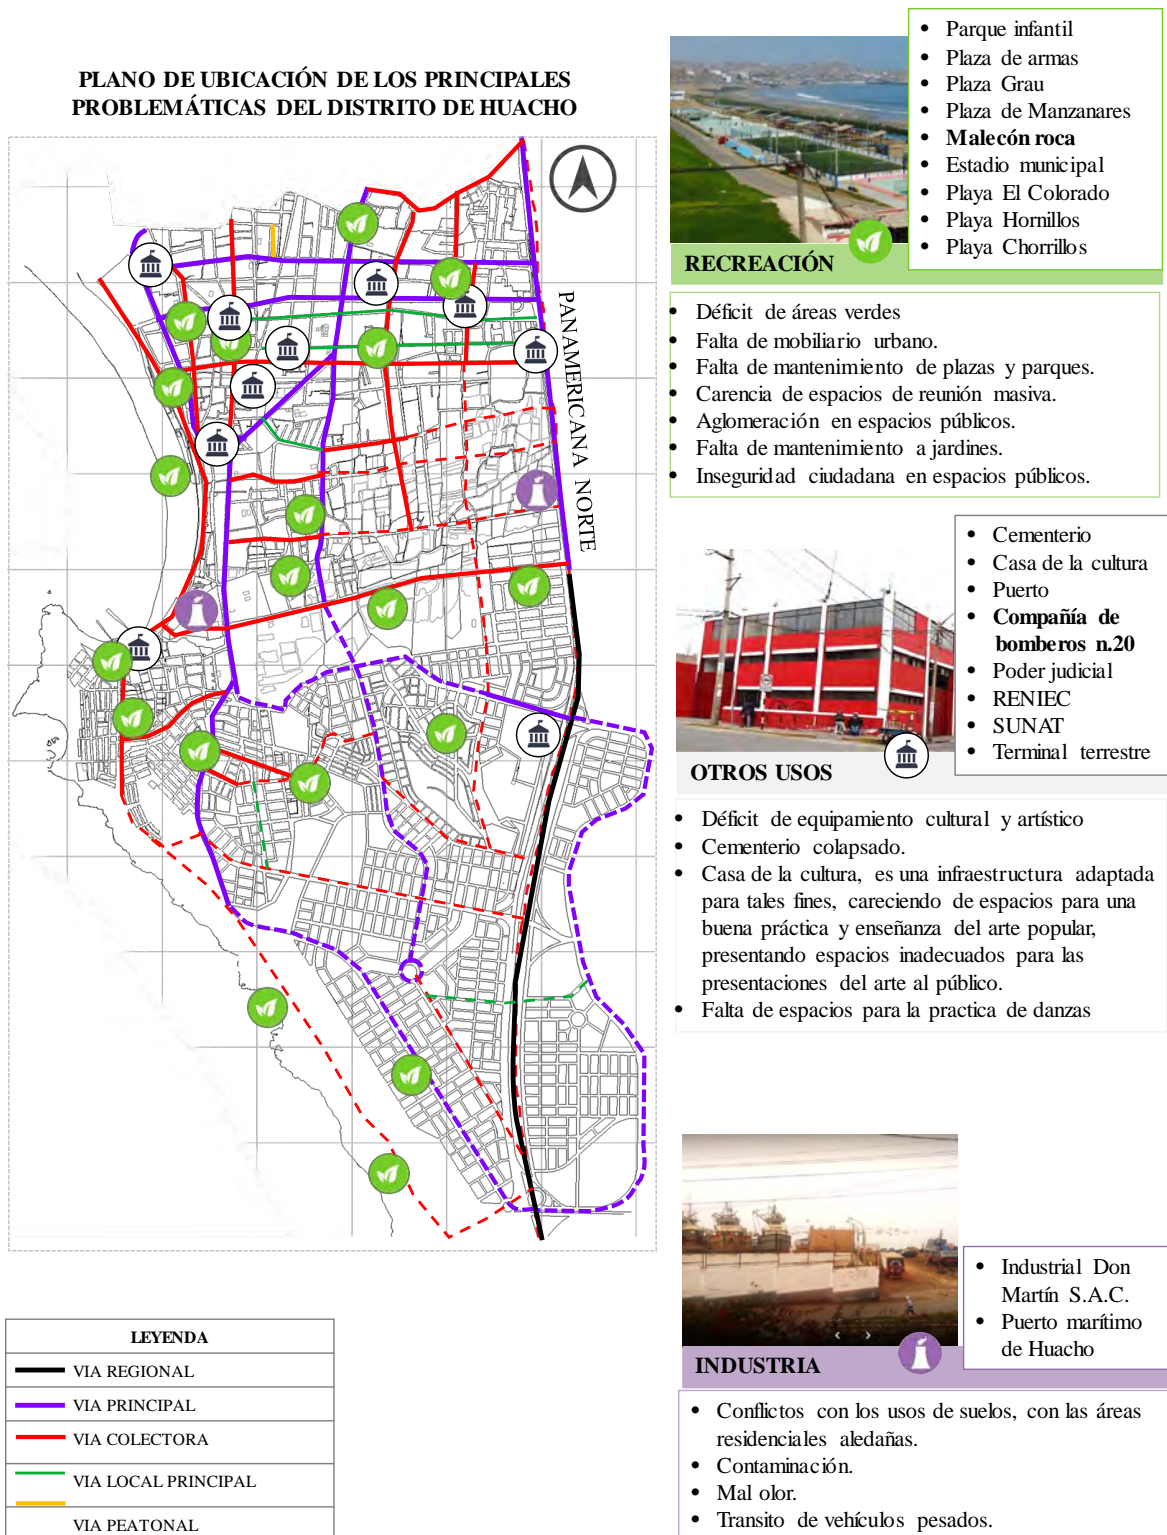 PLANO DE UBICACIÓN DE LOS PRINCIPALES
PROBLEMÁTICAS DEL DISTRITO DE HUACHO
PANAMERICANA NORTE
LEYENDA
VIA REGIONAL
VIA PRINCIPAL
VIA COLECTORA
VIA LOCAL PRINCIPAL
VIA PEATONAL
• Parque infantil
• Plaza de armas
• Plaza Grau
• Plaza de Manzanares
• Malecón roca
• Estadio municipal
• Playa El Colorado
• Playa Hornillos
• Playa Chorrillos
RECREACIÓN
• Déficit de áreas verdes
• Falta de mobiliario urbano.
• Falta de mantenimiento de plazas y parques.
• Carencia de espacios de reunión masiva.
• Aglomeración en espacios públicos.
• Falta de mantenimiento a jardines.
• Inseguridad ciudadana en espacios públicos.
• Cementerio
• Casa de la cultura
• Puerto
• Compañía de
bomberos n.20
• Poder judicial
• RENIEC
• SUNAT
• Terminal terrestre
OTROS USOS
• Déficit de equipamiento cultural y artístico
• Cementerio colapsado.
• Casa de la cultura, es una infraestructura adaptada
para tales fines, careciendo de espacios para una
buena práctica y enseñanza del arte popular,
presentando espacios inadecuados para las
presentaciones del arte al público.
• Falta de espacios para la practica de danzas
• Industrial Don
Martín S.A.C.
• Puerto marítimo
de Huacho
INDUSTRIA
• Conflictos con los usos de suelos, con las áreas
residenciales aledañas.
• Contaminación.
• Mal olor.
• Transito de vehículos pesados.